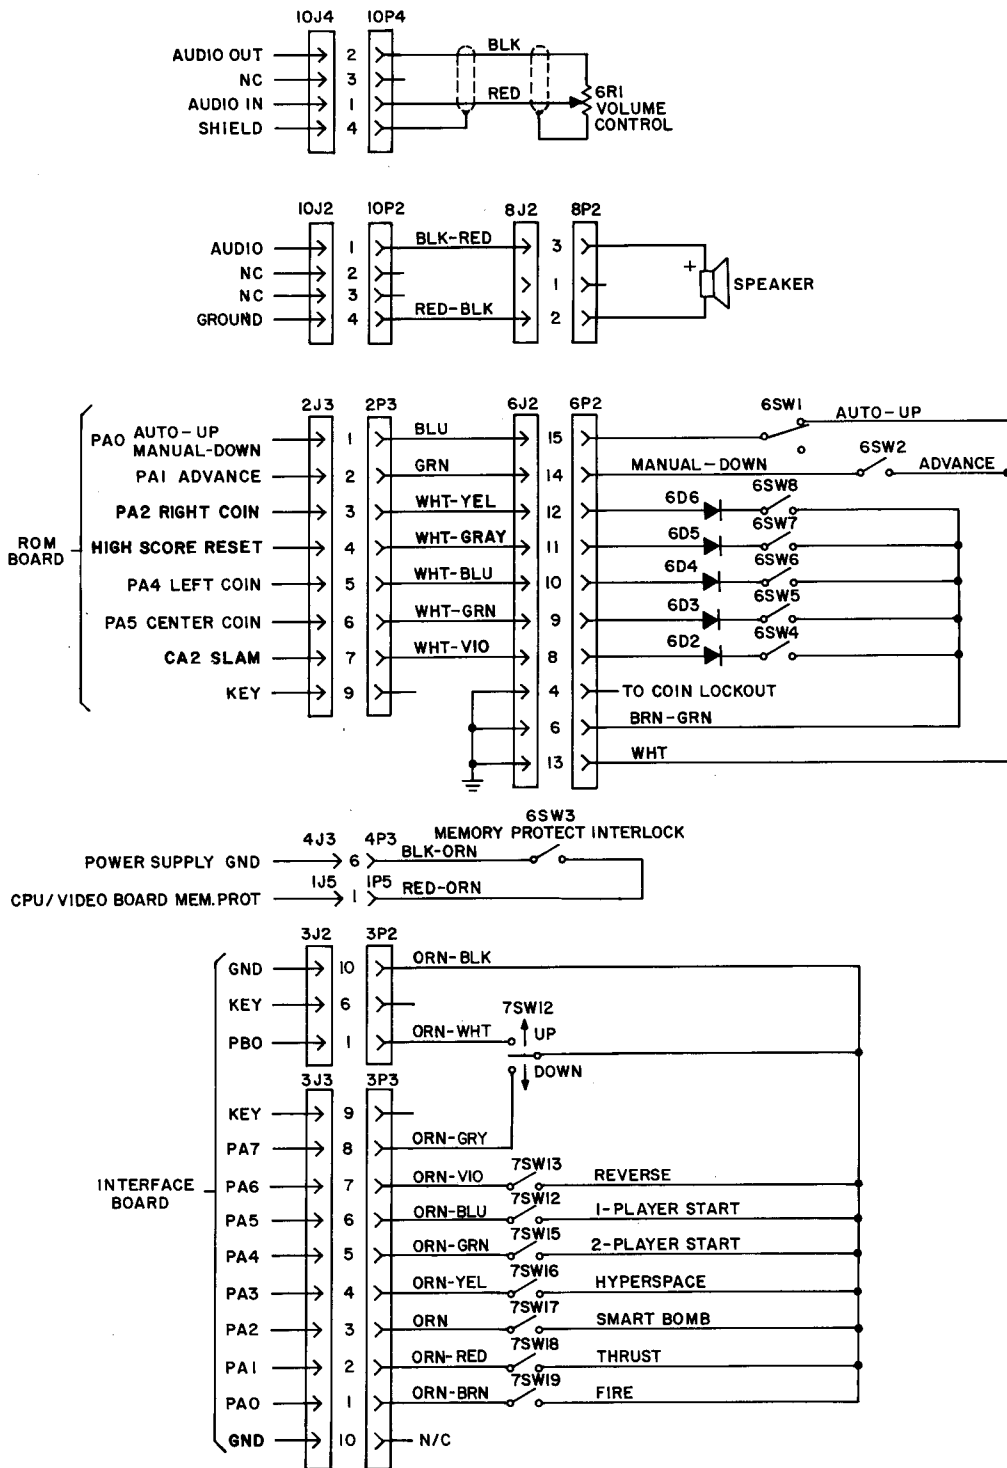 10J4 10P4
AUDIO OUT 2 BLK
NC 3
AUDIO IN 1 RED 6R1
VOLUME
CONTROL
SHIELD 4
10J2 10P2 8J2 8P2
AUDIO 1 BLK-RED 3
NC 2 1 + SPEAKER
NC 3
GROUND 4 RED-BLK 2
2J3 2P3 6J2 6P2 6SW1 AUTO-UP
PA0 AUTO-UP
MANUAL-DOWN 1 BLU 15
PA1 ADVANCE 2 GRN 14 MANUAL-DOWN 6SW2 ADVANCE
PA2 RIGHT COIN 3 WHT-YEL 12 6D6 6SW8
ROM
BOARD
HIGH SCORE RESET 4 WHT-GRAY 11 6D5 6SW7
PA4 LEFT COIN 5 WHT-BLU 10 6D4 6SW6
PA5 CENTER COIN 6 WHT-GRN 9 6D3 6SW5
CA2 SLAM 7 WHT-VIO 8 6D2 6SW4
KEY 9 4 TO COIN LOCKOUT
6 BRN-GRN
13 WHT
6SW3
MEMORY PROTECT INTERLOCK
4J3 4P3
POWER SUPPLY GND 6 BLK-ORN
1J5 1P5
CPU/VIDEO BOARD MEM.PROT 1 RED-ORN
3J2 3P2
GND 10 ORN-BLK
KEY 6
7SW12
PB0 1 ORN-WHT UP
DOWN
3J3 3P3
KEY 9
PA7 8 ORN-GRY
INTERFACE
BOARD
PA6 7 ORN-VIO 7SW13 REVERSE
PA5 6 ORN-BLU 7SW12 1-PLAYER START
PA4 5 ORN-GRN 7SW15 2-PLAYER START
PA3 4 ORN-YEL 7SW16 HYPERSPACE
PA2 3 ORN 7SW17 SMART BOMB
PA1 2 ORN-RED 7SW18 THRUST
PA0 1 ORN-BRN 7SW19 FIRE
GND 10 N/C